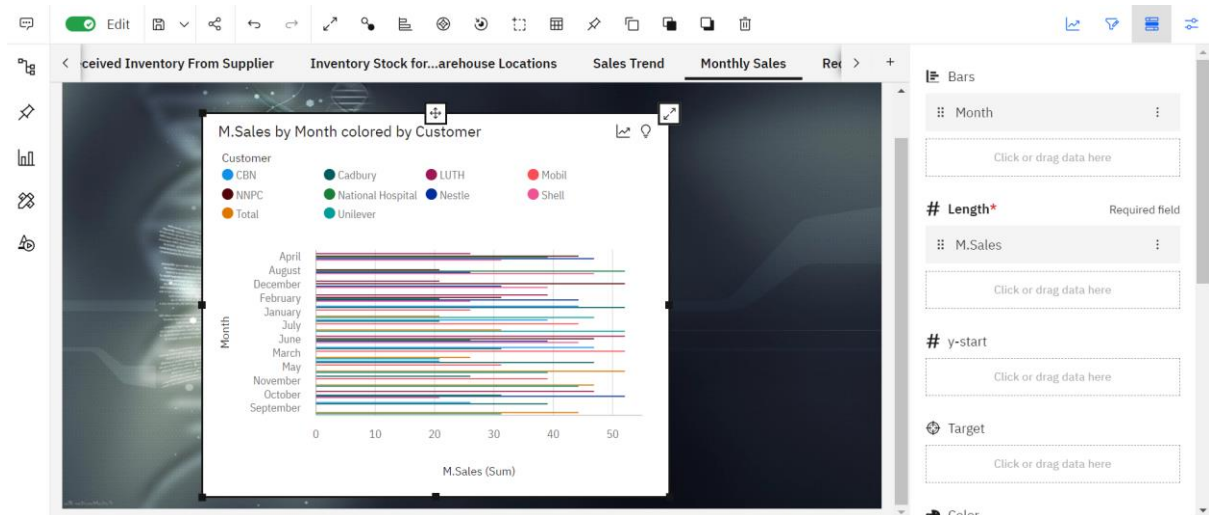 Edit
eceived Inventory From Supplier Inventory Stock for...arehouse Locations Sales Trend Monthly Sales Rec
M.Sales by Month colored by Customer
Customer
CBN Cadbury LUTH Mobil
NNPC National Hospital Nestle Shell
Total Unilever
April
August
December
February
January
July
June
March
May
November
October
September
Month
0 10 20 30 40 50
M.Sales (Sum)
Bars
Month
Click or drag data here
# Length* Required field
M.Sales
Click or drag data here
# y-start
Click or drag data here
Target
Click or drag data here
Color